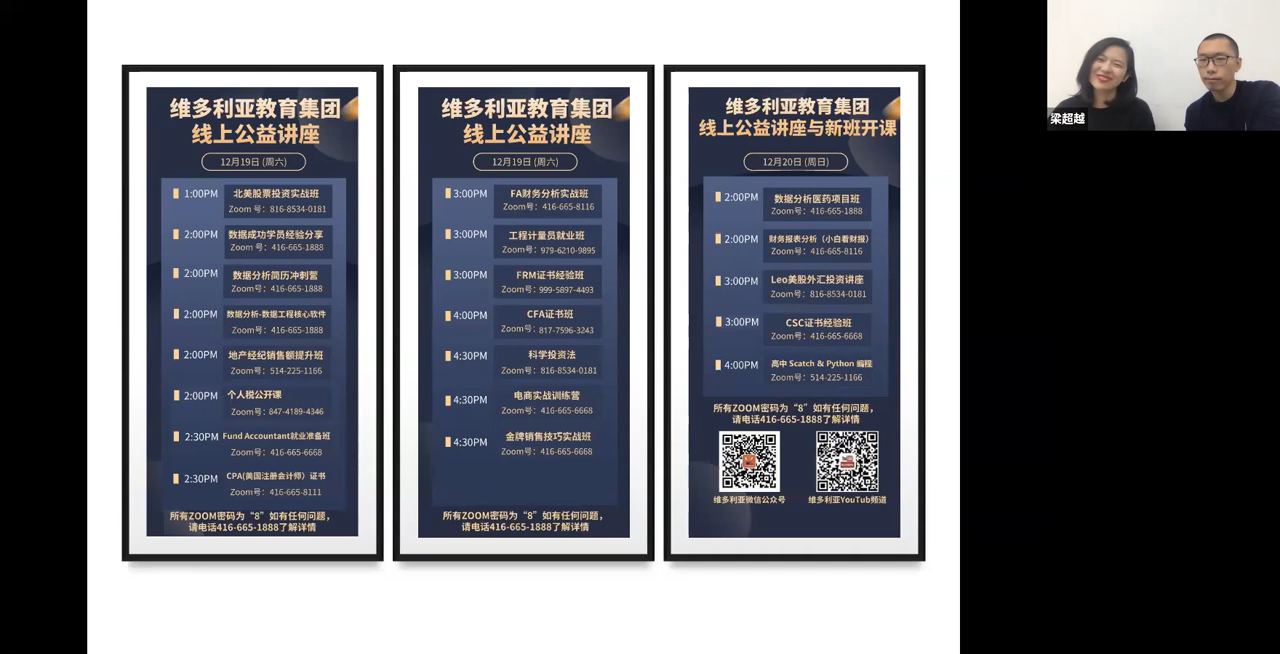 维多利亚教育集团
线上公益讲座
12月19日 (周六)
1:00PM
北美股票投资实战班
Zoom 号：816-8534-0181
2:00PM
数据成功学员经验分享
Zoom 号：416-665-1888
2:00PM
数据分析简历冲刺营
Zoom号：416-665-1888
2:00PM
数据分析-数据工程核心软件
Zoom号：416-665-1888
2:00PM
地产经纪销售额提升班
Zoom号：514-225-1166
2:00PM
个人税公开课
Zoom号：847-4189-4346
2:30PM
Fund Accountant就业准备班
Zoom号：416-665-6668
2:30PM
CPA(美国注册会计师）证书
Zoom号：416-665-8111
所有ZOOM密码为“8”如有任何问题，
请电话416-665-1888了解详情
维多利亚教育集团
线上公益讲座
12月19日 (周六)
3:00PM
FA财务分析实战班
Zoom号：416-665-8116
3:00PM
工程计量员就业班
Zoom号：979-6210-9895
3:00PM
FRM证书经验班
Zoom号：999-5897-4493
4:00PM
CFA证书班
Zoom号：817-7596-3243
4:30PM
科学投资法
Zoom号：816-8534-0181
4:30PM
电商实战训练营
Zoom号：416-665-6668
4:30PM
金牌销售技巧实战班
Zoom号：416-665-6668
所有ZOOM密码为“8”如有任何问题，
请电话416-665-1888了解详情
维多利亚教育集团
线上公益讲座与新班开课
12月20日 (周日)
2:00PM
数据分析医药项目班
Zoom号：416-665-1888
2:00PM
财务报表分析（小白看财报）
Zoom号：416-665-8116
3:00PM
Leo美股外汇投资讲座
Zoom号：816-8534-0181
3:00PM
CSC证书经验班
Zoom号：416-665-6668
4:00PM
高中 Scatch & Python 编程
Zoom号：514-225-1166
所有ZOOM密码为“8”如有任何问题，
请电话416-665-1888了解详情
维多利亚微信公众号
维多利亚YouTub频道
梁超越